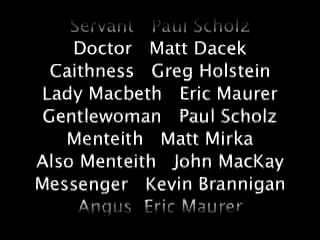 Servant Paul Scholz
Doctor Matt Dacek
Caithness Greg Holstein
Lady Macbeth Eric Maurer
Gentlewoman Paul Scholz
Menteith Matt Mirka
Also Menteith John MacKay
Messenger Kevin Brannigan
Angus Eric Maurer